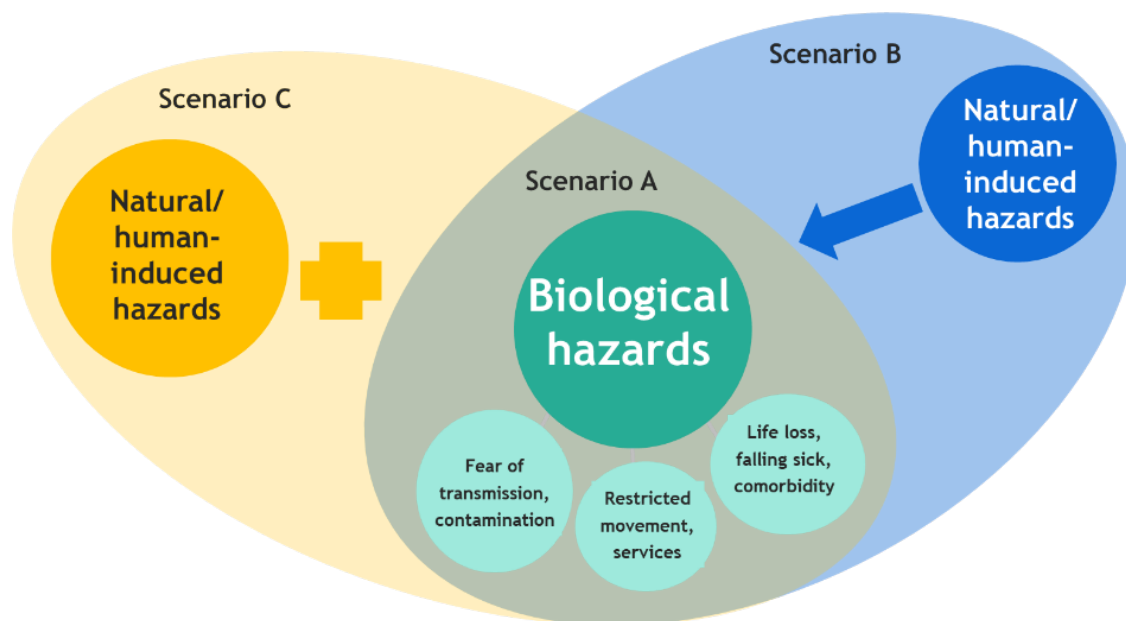 Scenario C
Natural/
human-
induced
hazards
Scenario A
Biological
hazards
Fear of
transmission,
contamination
Restricted
movement,
services
Life loss,
falling sick,
comorbidity
Scenario B
Natural/
human-
induced
hazards